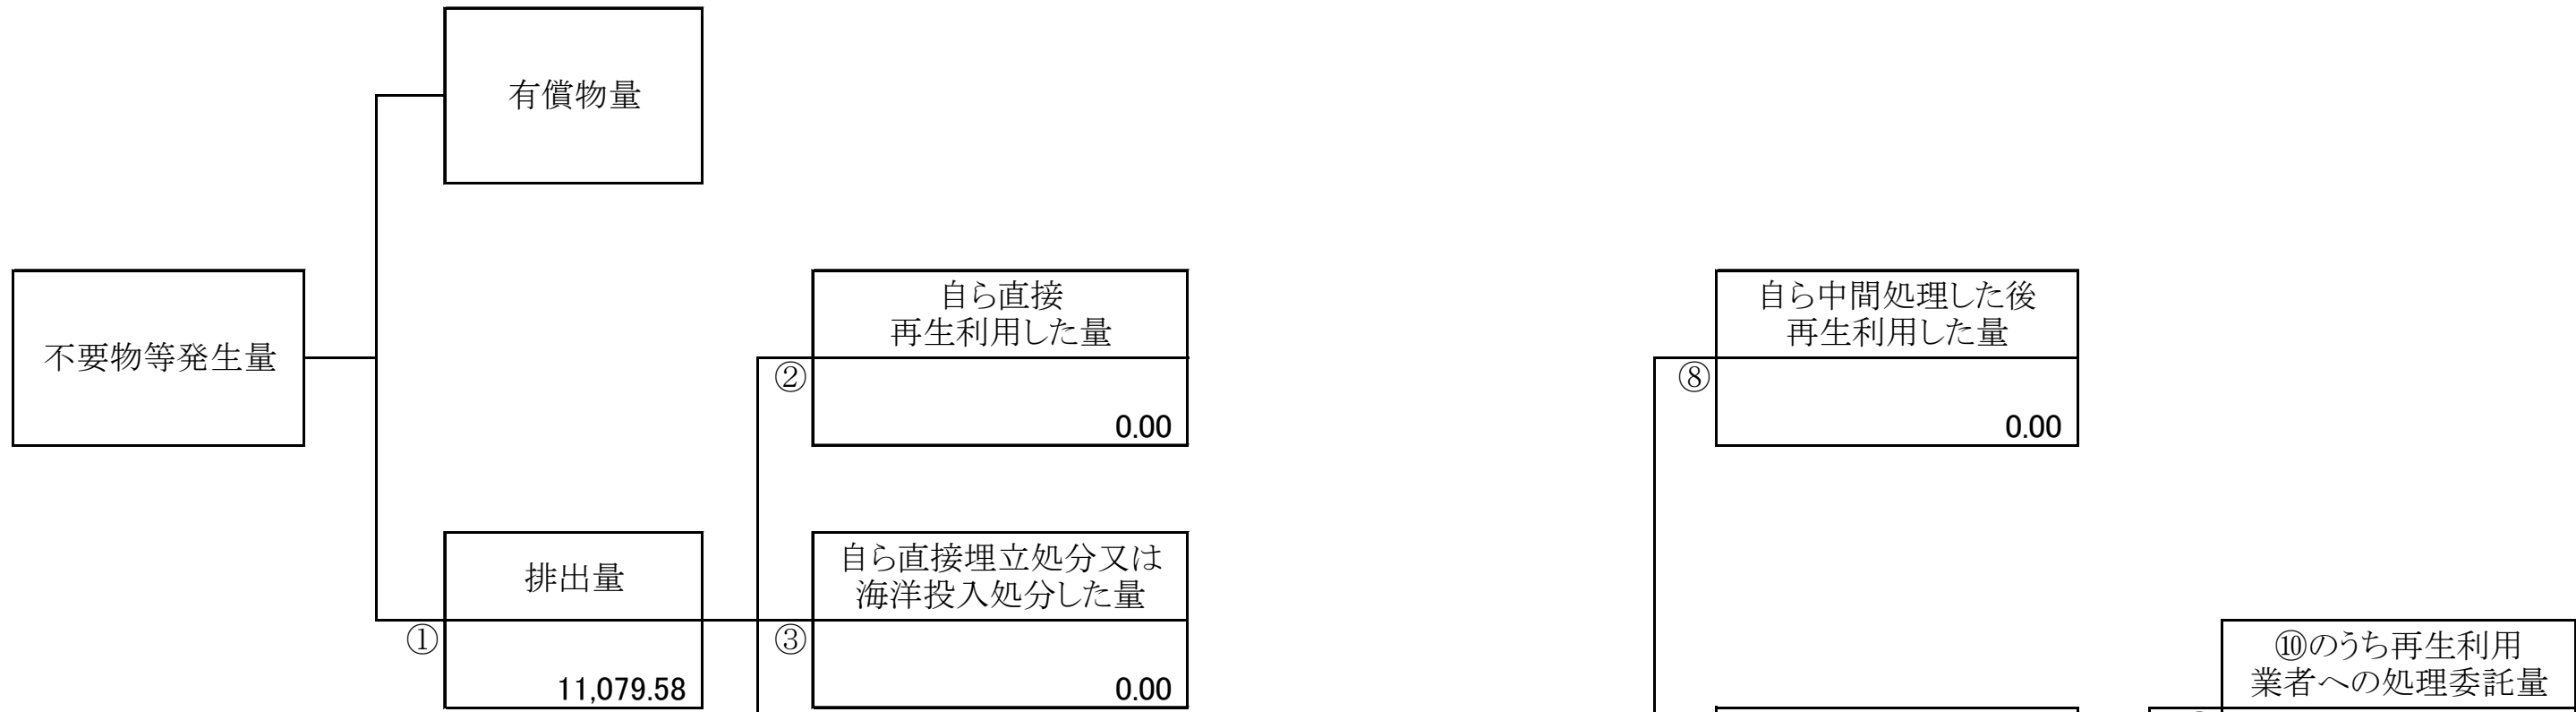 有償物量
不要物等発生量
自ら直接
再生利用した量
②
0.00
自ら中間処理した後
再生利用した量
⑧
0.00
排出量
①
11,079.58
自ら直接埋立処分又は
海洋投入処分した量
③
0.00
⑩のうち再生利用
業者への処理委託量